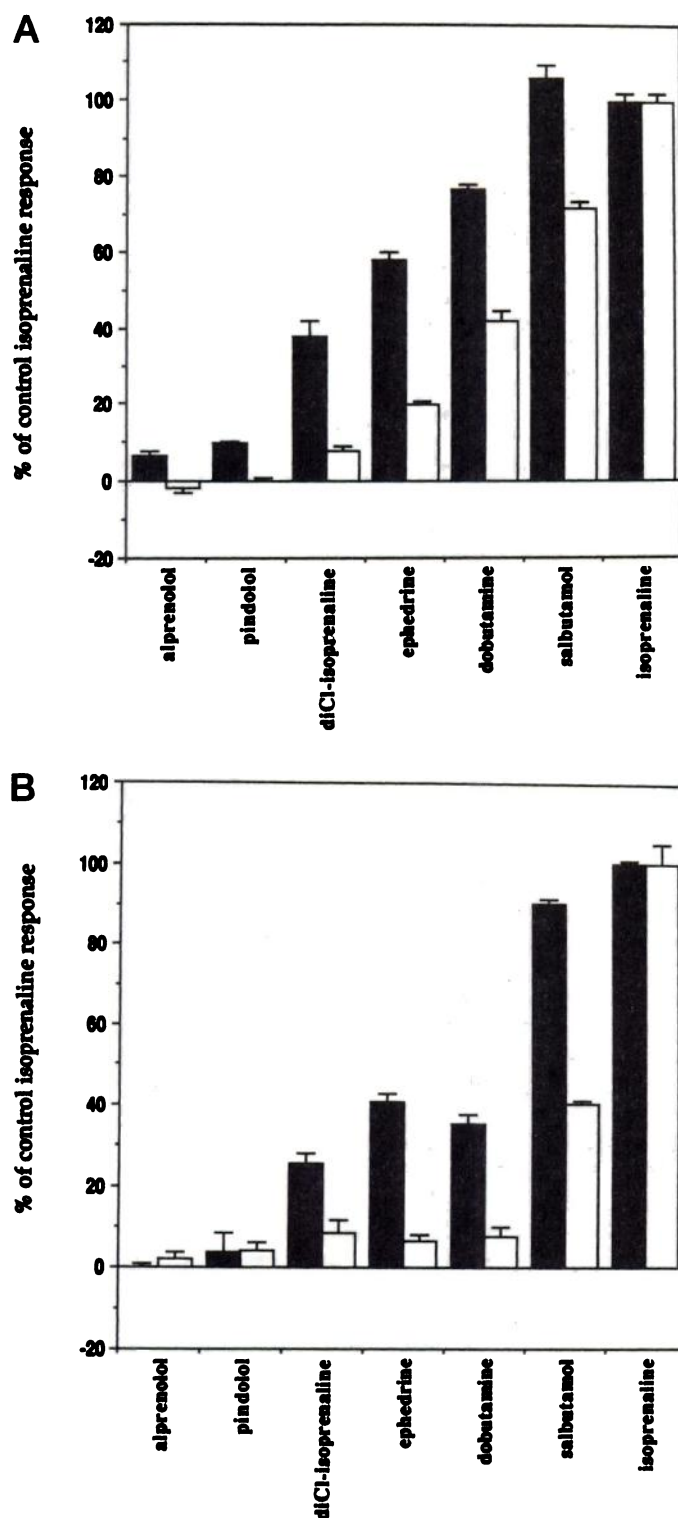 A
% of control isoprenaline response
120
100
80
60
40
20
0
-20
alprenolol
pindolol
diCl-isoprenaline
ephedrine
dobutamine
salbutamol
isoprenaline
B
% of control isoprenaline response
120
100
80
60
40
20
0
-20
alprenolol
pindolol
diCl-isoprenaline
ephedrine
dobutamine
salbutamol
isoprenaline